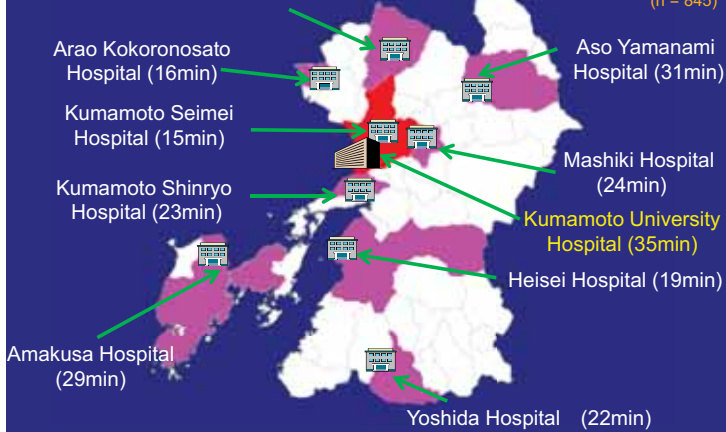 (n = 845)
Arao Kokoronosato
Hospital (16min)
Aso Yamanami
Hospital (31min)
Kumamoto Seimei
Hospital (15min)
Mashiki Hospital
(24min)
Kumamoto Shinryo
Hospital (23min)
Kumamoto University
Hospital (35min)
Heisei Hospital (19min)
Amakusa Hospital
(29min)
Yoshida Hospital (22min)